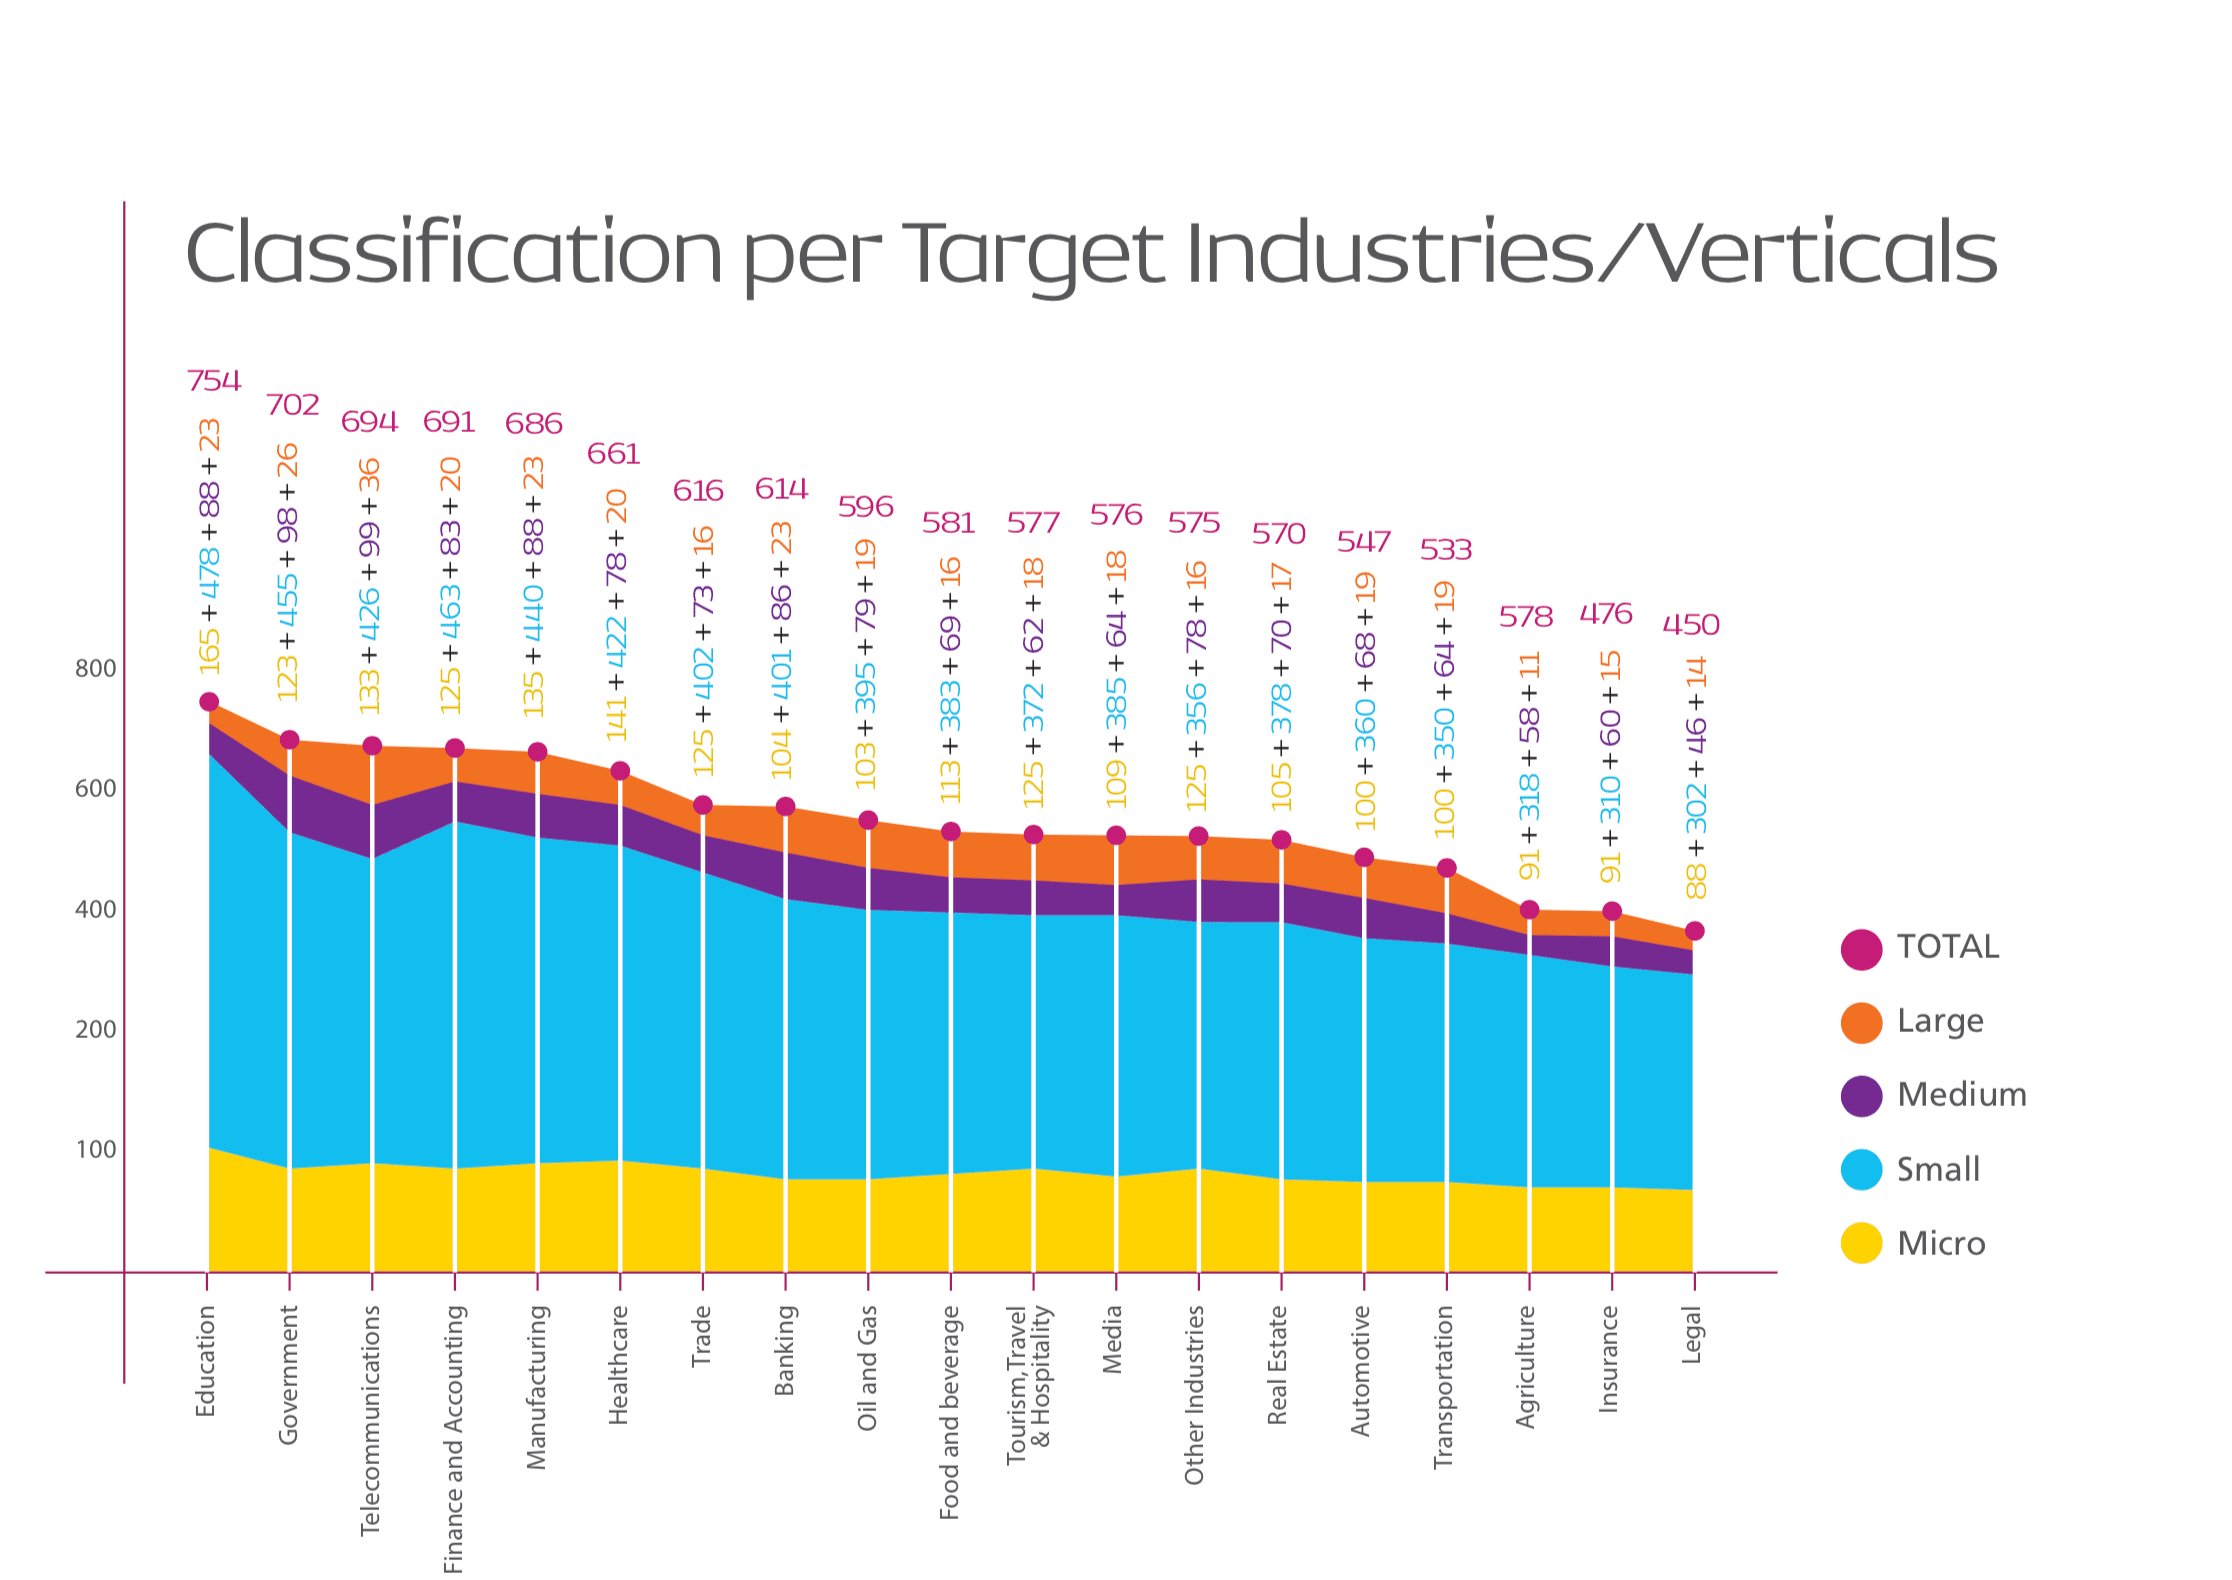 Classification per Target Industries/Verticals
754
702
694
691
686
661
616
614
596
581
577
576
575
570
547
533
578
476
450
165+478+88+23
123+455+98+26
133+426+99+36
125+463+83+20
135+440+88+23
141+422+78+20
125+402+73+16
104+401+86+23
103+395+79+19
113+383+69+16
125+372+62+18
109+385+64+18
125+356+78+16
105+378+70+17
100+360+68+19
100+350+64+19
91+318+58+11
91+310+60+15
88+302+46+14
800
600
400
200
100
TOTAL
Large
Medium
Small
Micro
Education
Government
Telecommunications
Finance and Accounting
Manufacturing
Healthcare
Trade
Banking
Oil and Gas
Food and beverage
Tourism,Travel
& Hospitality
Media
Other Industries
Real Estate
Automotive
Transportation
Agriculture
Insurance
Legal